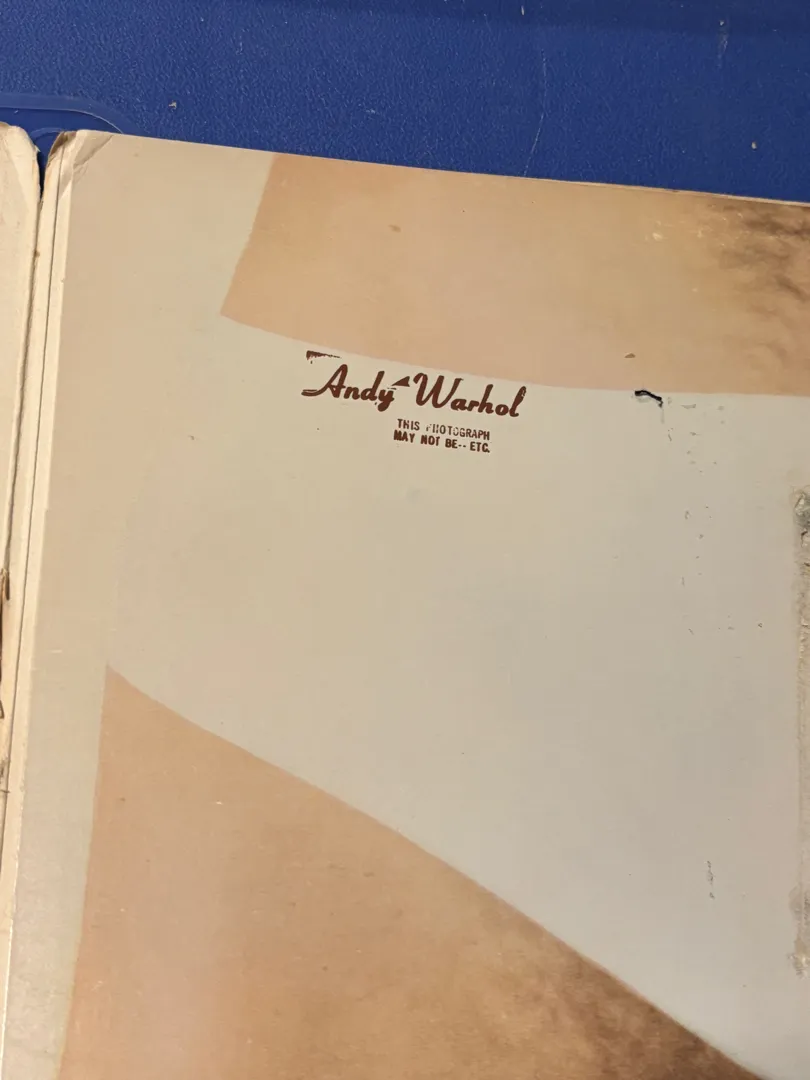 Andy Warhol
THIS PHOTOGRAPH
MAY NOT BE-- ETC.